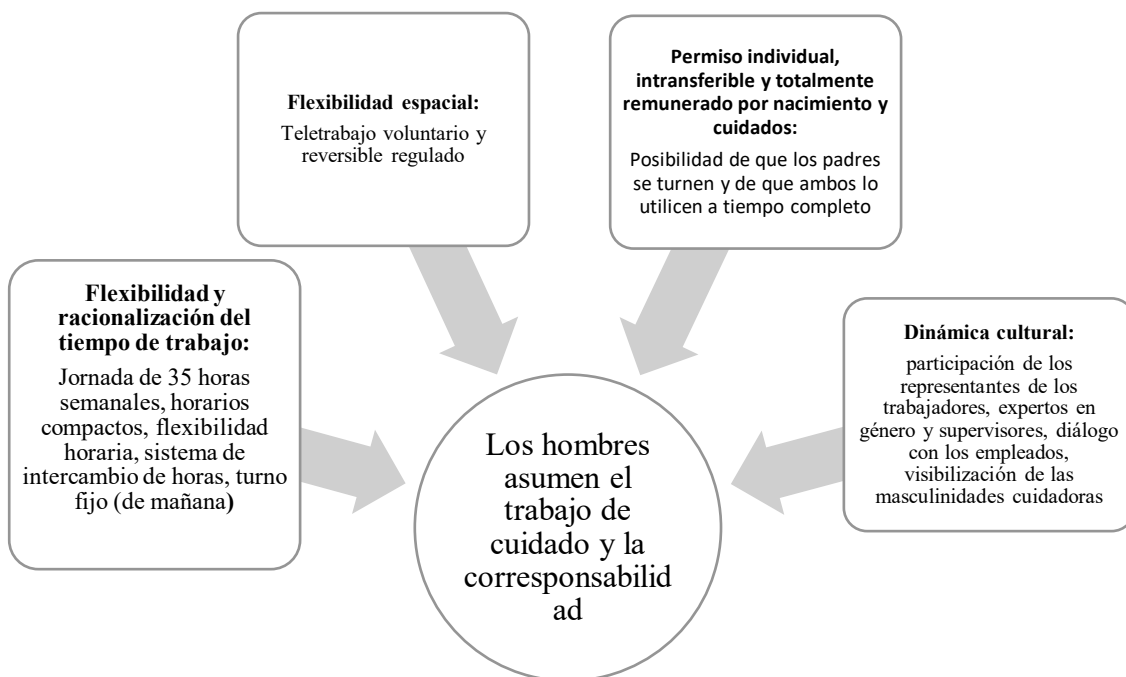 Flexibilidad y
racionalización del
tiempo de trabajo:
Jornada de 35 horas
semanales, horarios
compactos, flexibilidad
horaria, sistema de
intercambio de horas, turno
fijo (de mañana)
Flexibilidad espacial:
Teletrabajo voluntario y
reversible regulado
Permiso individual,
intransferible y totalmente
remunerado por nacimiento y
cuidados:
Posibilidad de que los padres
se turnen y de que ambos lo
utilicen a tiempo completo
Dinámica cultural:
participación de los
representantes de los
trabajadores, expertos en
género y supervisores, diálogo
con los empleados,
visibilización de las
masculinidades cuidadoras
Los hombres
asumen el
trabajo de
cuidado y la
corresponsabilid
ad